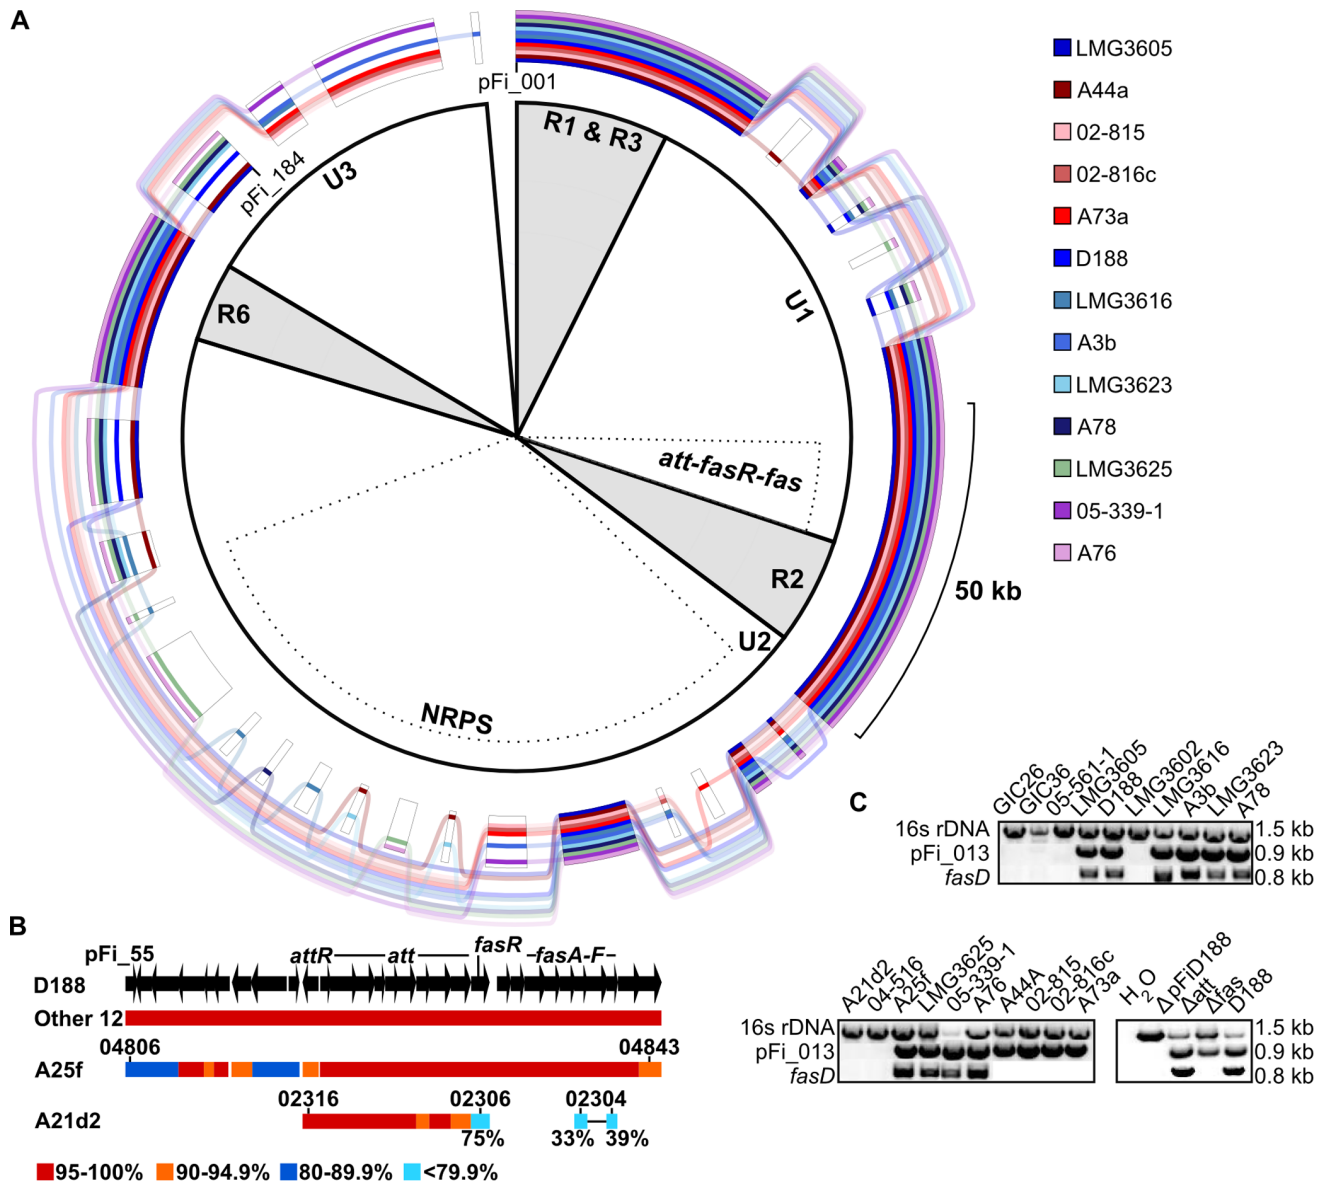 A
pFi_001
pFi_184
R1 & R3
U1
att-fasR-fas
R2
U2
NRPS
R6
U3
50 kb
LMG3605
A44a
02-815
02-816c
A73a
D188
LMG3616
A3b
LMG3623
A78
LMG3625
05-339-1
A76
B
pFi_55
attR
att
fasR
fasA-F
D188
Other 12
04806
04843
A25f
02316
02306
02304
A21d2
75%
33%
39%
95-100%
90-94.9%
80-89.9%
<79.9%
C
GIC26
GIC36
05-561-1
LMG3605
D188
LMG3602
LMG3616
A3b
LMG3623
A78
16s rDNA
1.5 kb
pFi_013
0.9 kb
fasD
0.8 kb
A21d2
04-516
A25f
LMG3625
05-339-1
A76
A44A
02-815
02-816c
A73a
H2O
ΔpFiD188
Δatt
Δfas
D188
16s rDNA
1.5 kb
pFi_013
0.9 kb
fasD
0.8 kb